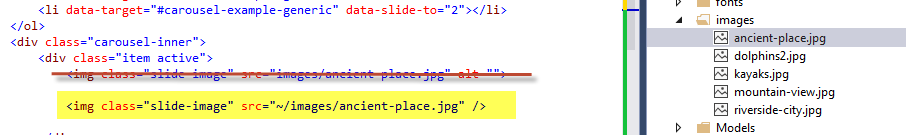 <li data-target="#carousel-example-generic" data-slide-to="2"></li>
</ol>
<div class="carousel-inner">
<div class="item active">
<img class="slide-image" src="images/ancient-place.jpg" alt="">
<img class="slide-image" src="~/images/ancient-place.jpg" />
fonts
images
ancient-place.jpg
dolphins2.jpg
kayaks.jpg
mountain-view.jpg
riverside-city.jpg
Models